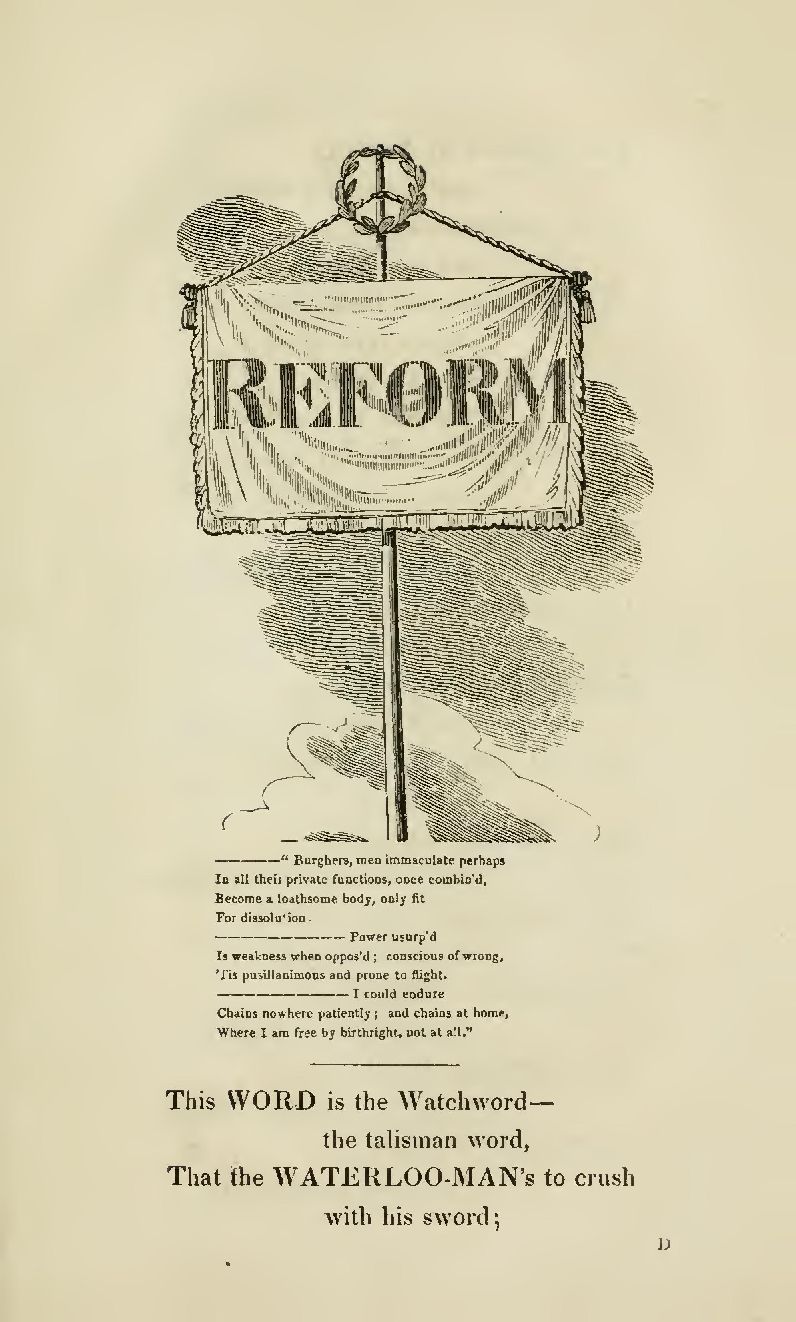 REFORM
————“ Burghers, men immaculate perhaps
In all their private functions, once combin'd,
Become a loathsome body, only fit
For dissolution.
———————— Power usurp'd
Is weakness when oppos'd ; conscious of wrong,
'Tis pusillanimous and prone to flight.
———————— I could endure
Chains nowhere patiently ; and chains at home,
Where I am free by birthright, not at all.”
This WORD is the Watchword—
the talisman word,
That the WATERLOO-MAN's to crush
with his sword ;
D